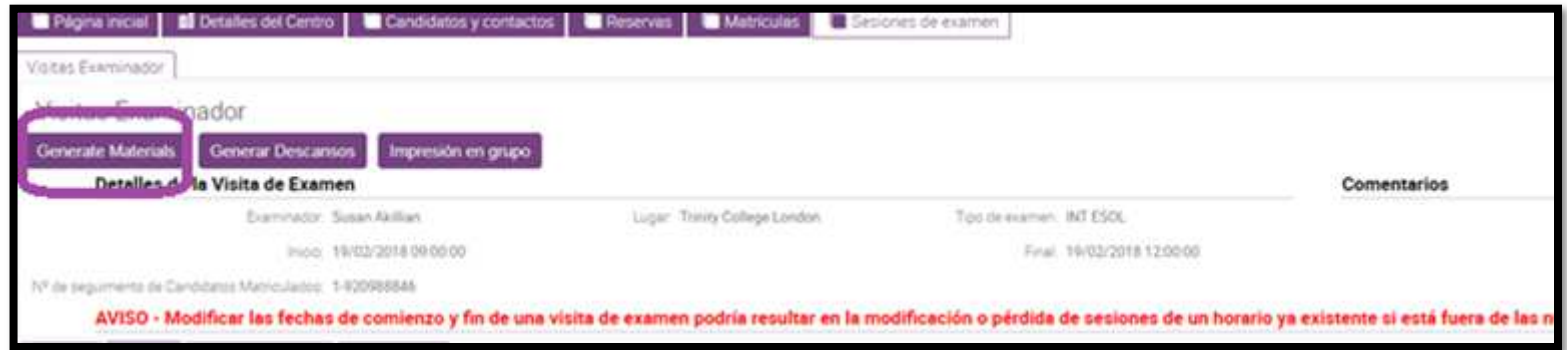 Página inicial Detalles del Centro Candidatos y contactos Reservas Matrículas Sesiones de examen
Visitas Examinador
Visitas Examinador
Generate Materials Generar Descansos Impresión en grupo
Detalles de la Visita de Examen Comentarios
Examinador: Susan Akillian Lugar: Trinity College London Tipo de examen: INT ESOL
Inicio: 19/02/2018 09:00:00 Final: 19/02/2018 12:00:00
Nº de seguimiento de Candidatos Matriculados: 1-920988846
AVISO - Modificar las fechas de comienzo y fin de una visita de examen podría resultar en la modificación o pérdida de sesiones de un horario ya existente si está fuera de las n